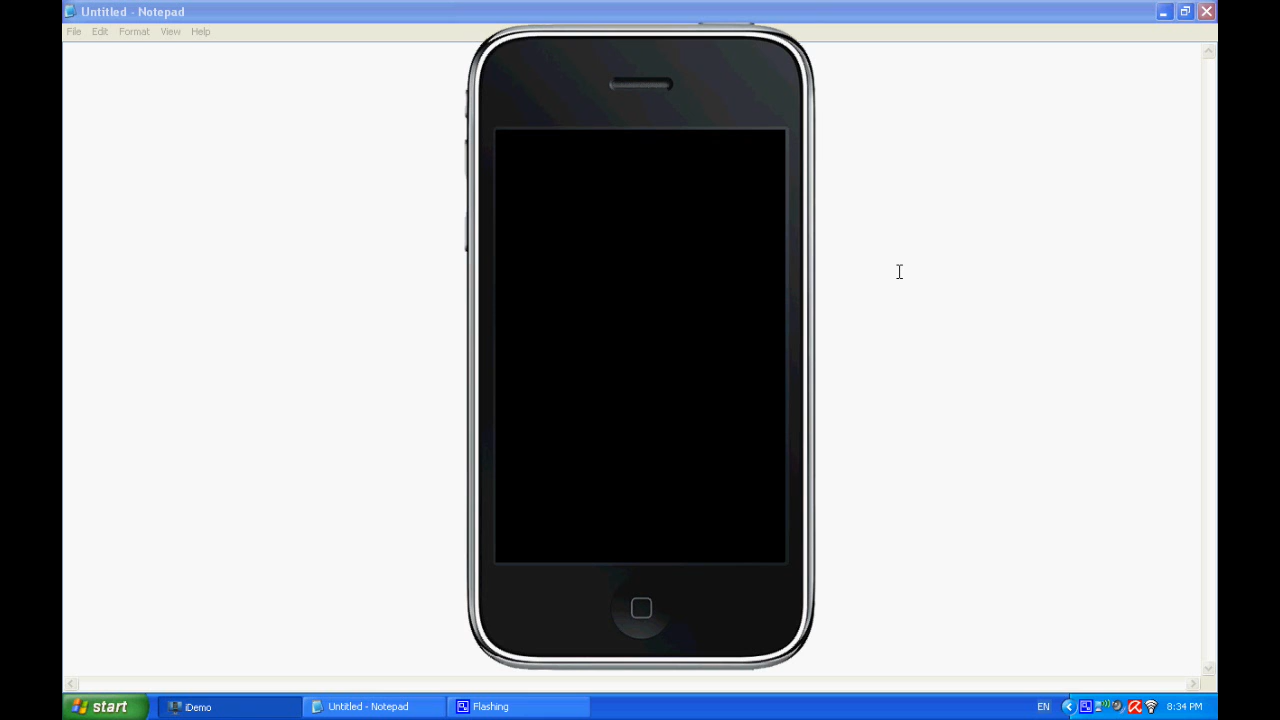 Untitled - Notepad
File Edit Format View Help
start iDemo Untitled - Notepad Flashing EN 8:34 PM